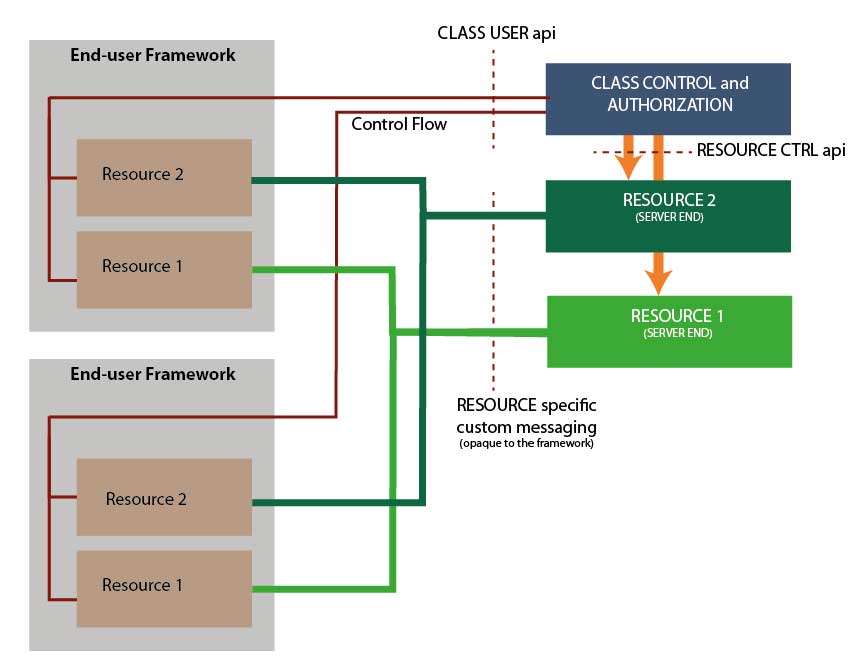 CLASS USER api
End-user Framework
CLASS CONTROL and
AUTHORIZATION
Control Flow
RESOURCE CTRL api
Resource 2
RESOURCE 2
(SERVER END)
Resource 1
RESOURCE 1
(SERVER END)
End-user Framework
RESOURCE specific
custom messaging
(opaque to the framework)
Resource 2
Resource 1